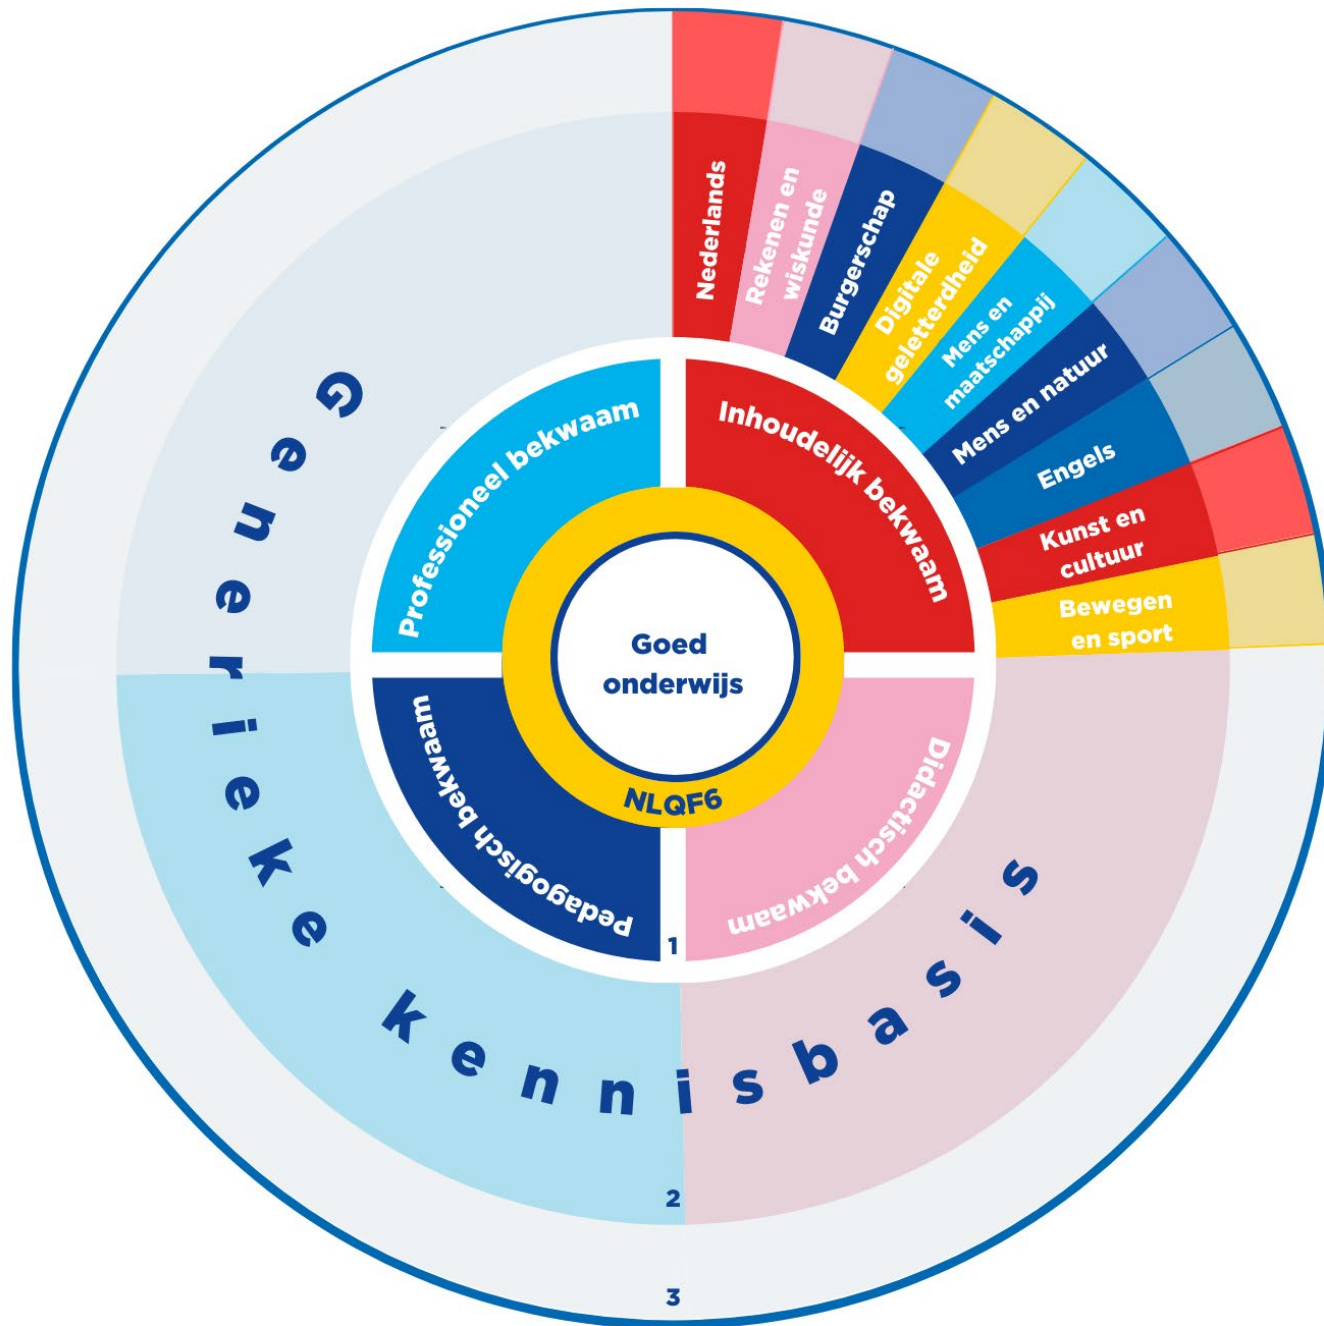 Nederlands
Rekenen en
wiskunde
Burgerschap
Digitale
geletterdheid
Mens en
maatschappij
Mens en natuur
Engels
Kunst en
cultuur
Bewegen
en sport
Professioneel bekwaam
Inhoudelijk bekwaam
Goed
onderwijs
NLQF6
Pedagogisch bekwaam
Didactisch bekwaam
Generieke kennisbasis
1
2
3